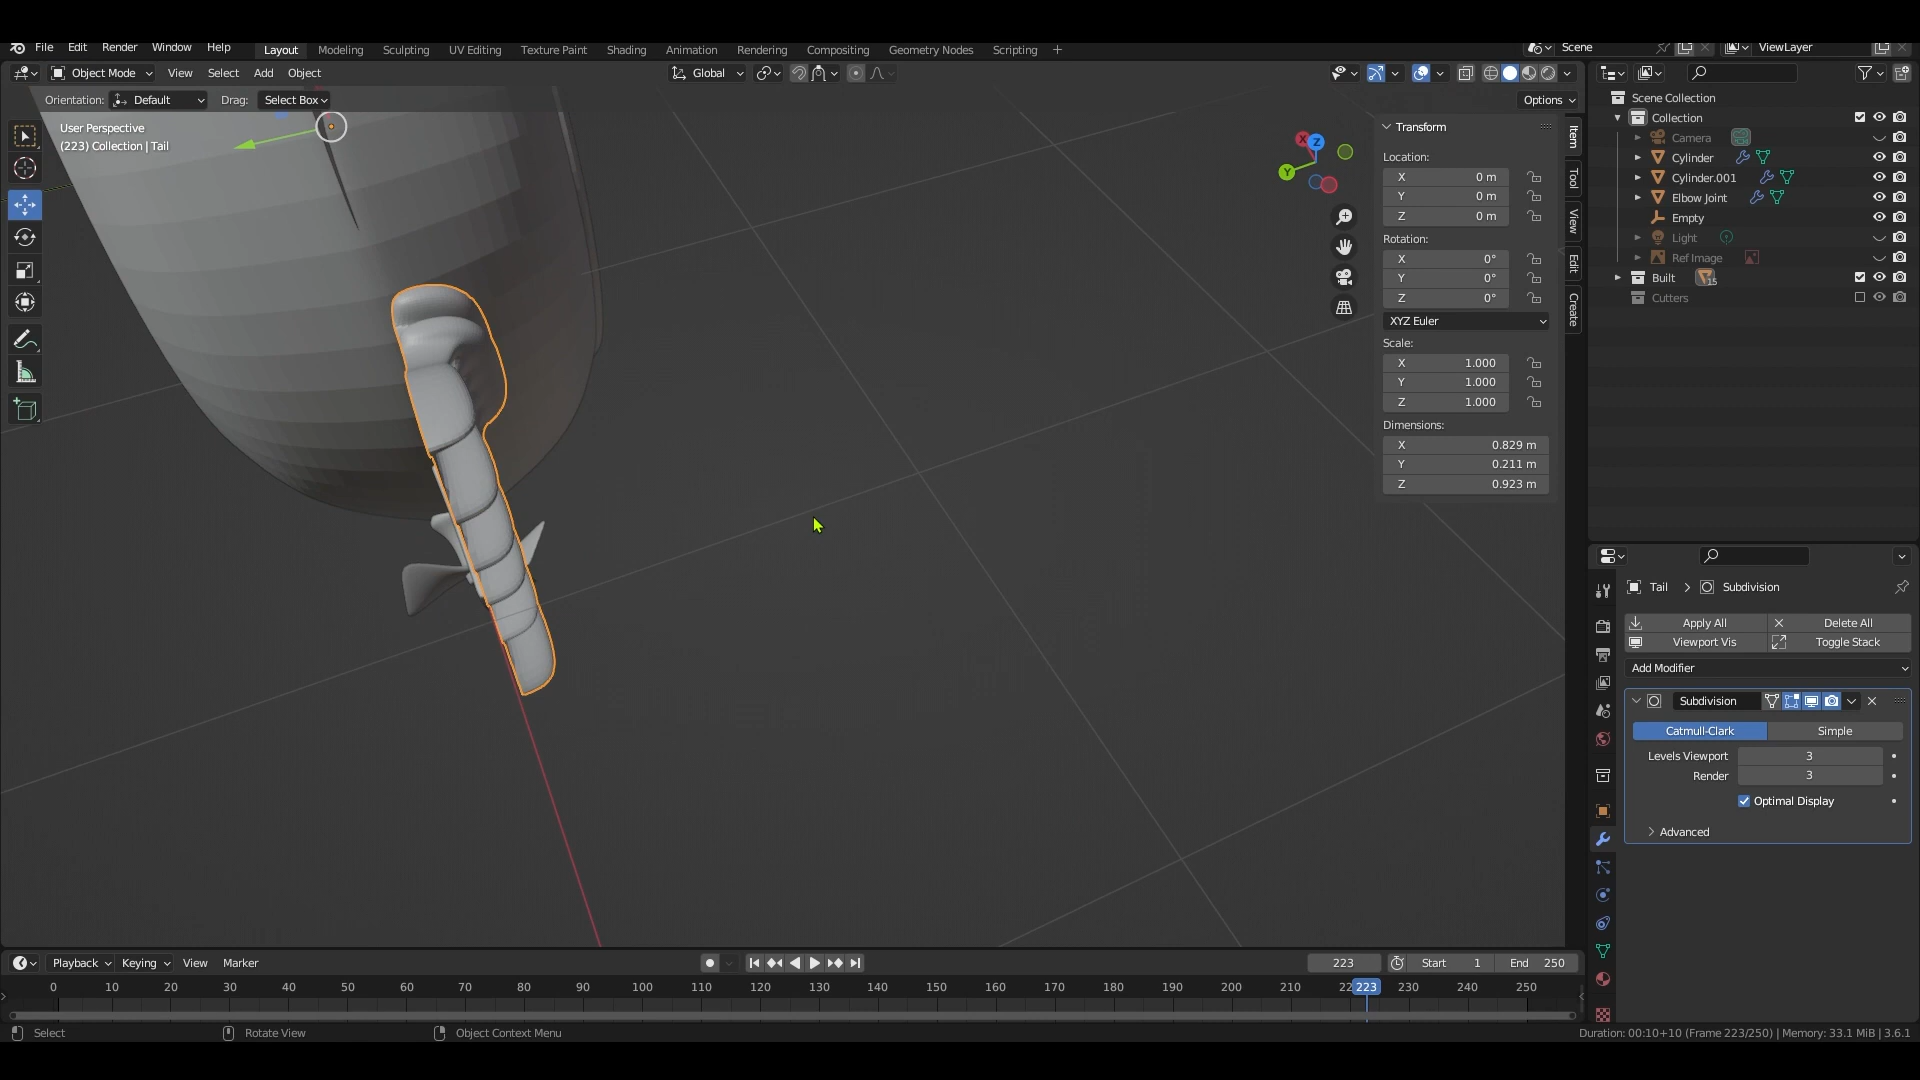 File Edit Render Window Help
Layout Modeling Sculpting UV Editing Texture Paint Shading Animation Rendering Compositing Geometry Nodes Scripting +
Scene
ViewLayer
Object Mode View Select Add Object
Global
Orientation: Default Drag: Select Box
Options
User Perspective
(223) Collection | Tail
X
Y
Z
Transform
Location:
X 0 m
Y 0 m
Z 0 m
Rotation:
X 0°
Y 0°
Z 0°
XYZ Euler
Scale:
X 1.000
Y 1.000
Z 1.000
Dimensions:
X 0.829 m
Y 0.211 m
Z 0.923 m
Item
Tool
View
Edit
Create
Scene Collection
Collection
Camera
Cylinder
Cylinder.001
Elbow Joint
Empty
Light
Ref Image
Built 15
Cutters
Tail > Subdivision
Apply All Delete All
Viewport Vis Toggle Stack
Add Modifier
Subdivision
Catmull-Clark Simple
Levels Viewport 3
Render 3
Optimal Display
Advanced
Playback Keying View Marker
223 Start 1 End 250
0 10 20 30 40 50 60 70 80 90 100 110 120 130 140 150 160 170 180 190 200 210 22 223 230 240 250
Select Rotate View Object Context Menu
Duration: 00:10+10 (Frame 223/250) | Memory: 33.1 MiB | 3.6.1